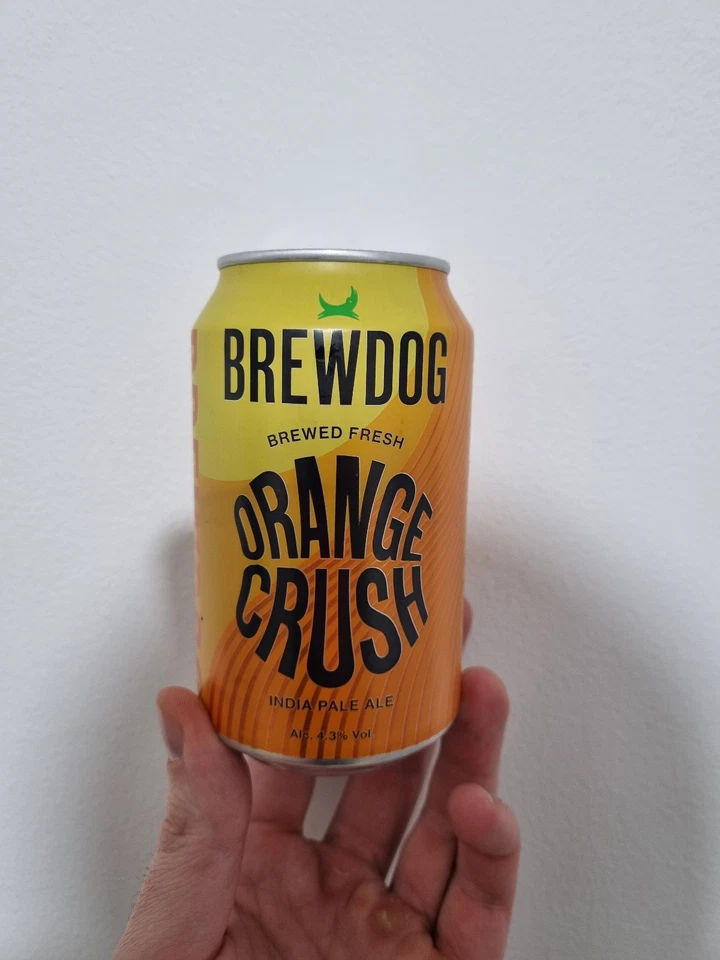 BREWDOG
BREWED FRESH
ORANGE
CRUSH
INDIA PALE ALE
Alc. 4.3% Vol